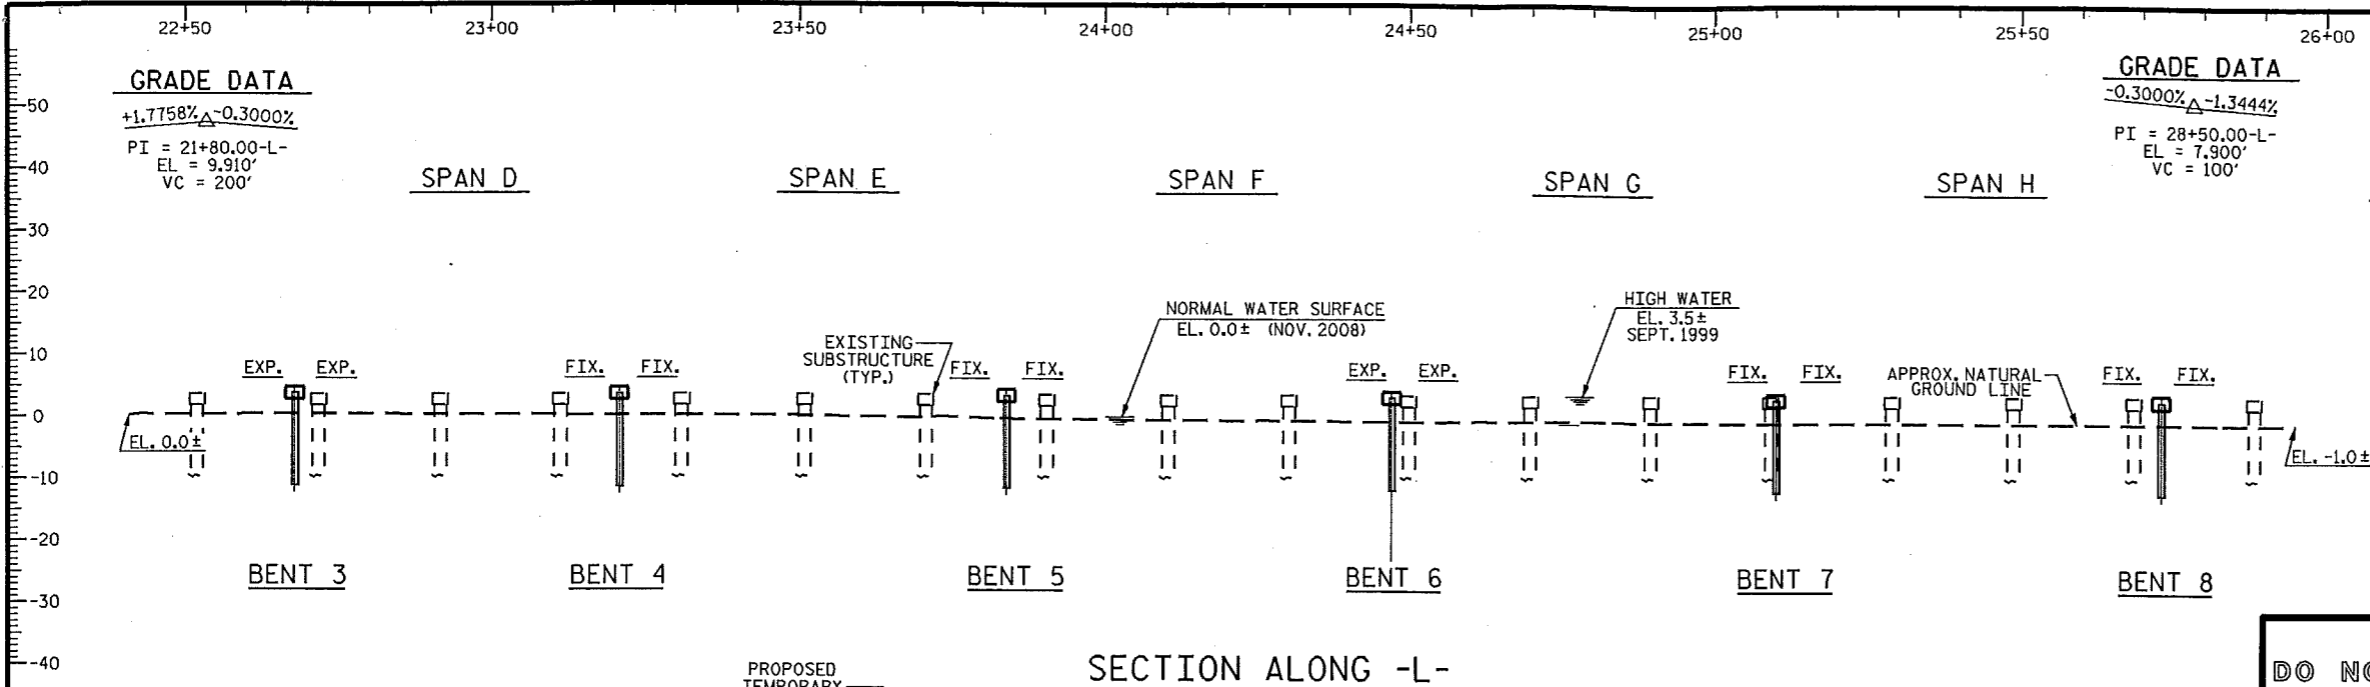 22+50 23+00 23+50 24+00 24+50 25+00 25+50 26+00
GRADE DATA
+1.7758% -0.3000%
PI = 21+80.00-L-
EL = 9.910'
VC = 200'
GRADE DATA
-0.3000% -1.3444%
PI = 28+50.00-L-
EL = 7.900'
VC = 100'
50
40
30
20
10
0
-10
-20
-30
-40
SPAN D
SPAN E
SPAN F
SPAN G
SPAN H
NORMAL WATER SURFACE
EL. 0.0± (NOV. 2008)
HIGH WATER
EL. 3.5±
SEPT. 1999
EXISTING
SUBSTRUCTURE
(TYP.)
APPROX. NATURAL
GROUND LINE
EXP. EXP.
FIX. FIX.
FIX. FIX.
EXP. EXP.
FIX. FIX.
FIX. FIX.
EL. 0.0±
EL. -1.0±
BENT 3
BENT 4
BENT 5
BENT 6
BENT 7
BENT 8
SECTION ALONG -L-
PROPOSED
TEMPORARY
DO NO